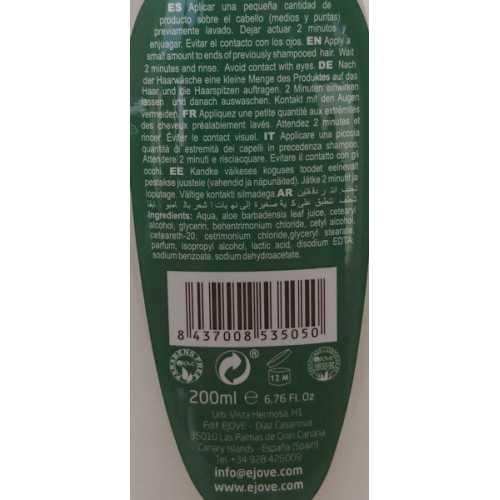 ES Aplicar una pequeña cantidad de
producto sobre el cabello (medios y puntas)
previamente lavado. Dejar actuar 2 minutos y
enjuagar. Evitar el contacto con los ojos. EN Apply a
small amount to ends of previously shampooed hair. Wait
2 minutes and rinse. Avoid contact with eyes. DE Nach
der Haarwäsche eine kleine Menge des Produktes auf das
Haar und die Haarspitzen auftragen. 2 Minuten einwirken
lassen und danach auswaschen. Kontakt mit den Augen
vermeiden. FR Appliquez une petite quantité aux extrémités
des cheveux préalablement lavés. Attendez 2 minutes et
rincer. Éviter le contact visuel. IT Applicare una piccola
quantità di estremità dei capelli in precedenza shampoo.
Attendere 2 minuti e risciacquare. Evitare il contatto con gli
occhi. EE Kandke väikeses koguses toodet eelnevalt
pestakse juustele (vahendid ja näpunäited). Jätke 2 minutit ja
loputage. Vältige kontakti silmadega. AR
Ingredients: Aqua, aloe barbadensis leaf juice, cetearyl
alcohol, glycerin, behentrimonium chloride, cetyl alcohol,
ceteareth-20, cetrimonium chloride, glyceryl stearate,
parfum, isopropyl alcohol, lactic acid, disodium EDTA,
sodium benzoate, sodium dehydroacetate.
8 437008 535050
PARABENS FREE
EJOVE
12 M
200ml e 6,76 Fl. Oz
Urb. Vista Hermosa, H1
Edif. EJOVE - Díaz Casanova
35010 Las Palmas de Gran Canaria
Canary Islands - España (Spain)
Tel +34 928 426009
info@ejove.com
www.ejove.com